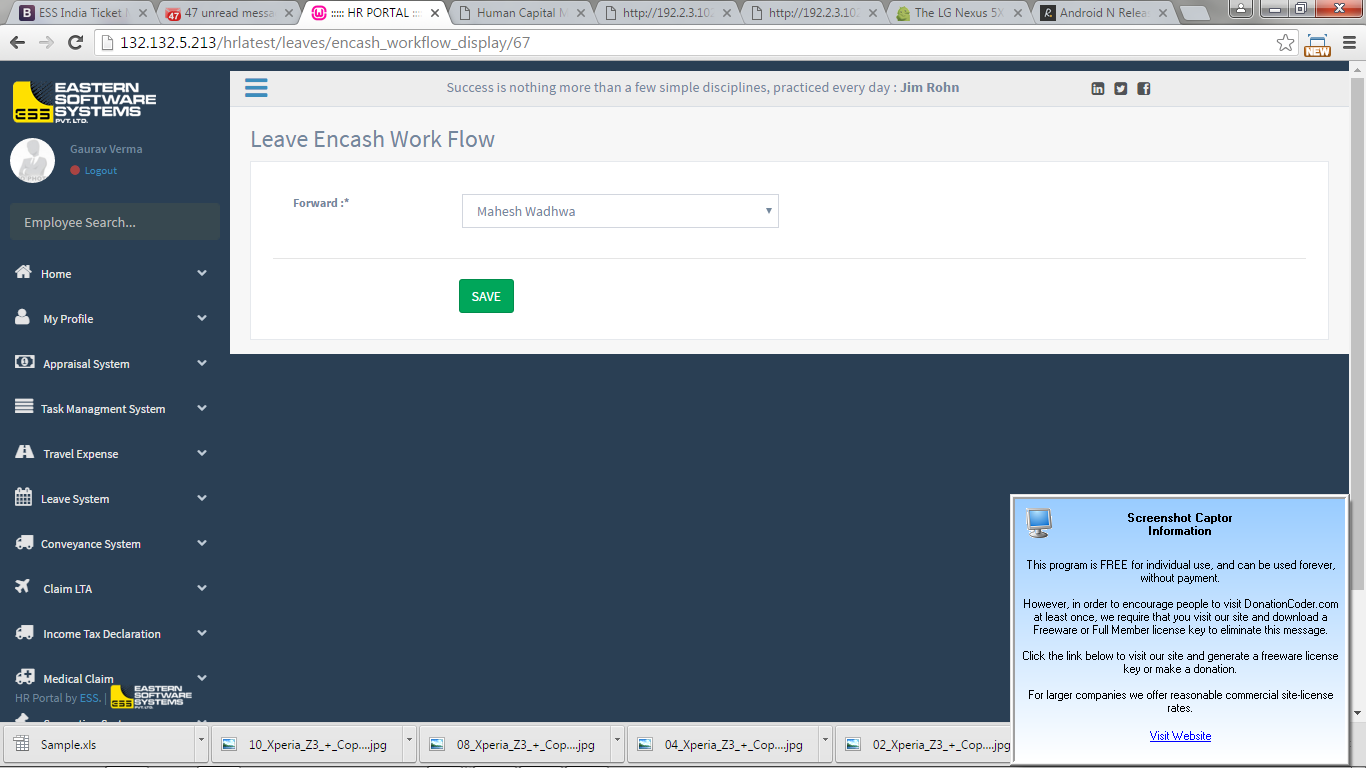 ESS India Ticket M
47 unread messa
::::: HR PORTAL :::
Human Capital M
http://192.2.3.102
http://192.2.3.102
The LG Nexus 5X
Android N Releas
132.132.5.213/hrlatest/leaves/encash_workflow_display/67
NEW
EASTERN
SOFTWARE
SYSTEMS
PVT. LTD.
ESS
Success is nothing more than a few simple disciplines, practiced every day : Jim Rohn
Gaurav Verma
Logout
Leave Encash Work Flow
Employee Search...
Forward :*
Mahesh Wadhwa
SAVE
Home
My Profile
Appraisal System
Task Managment System
Travel Expense
Leave System
Conveyance System
Claim LTA
Income Tax Declaration
Medical Claim
HR Portal by ESS. |
EASTERN
SOFTWARE
SYSTEMS
Screenshot Captor
Information
This program is FREE for individual use, and can be used forever,
without payment.
However, in order to encourage people to visit DonationCoder.com
at least once, we require that you visit our site and download a
Freeware or Full Member license key to eliminate this message.
Click the link below to visit our site and generate a freeware license
key or make a donation.
For larger companies we offer reasonable commercial site-license
rates.
Visit Website
Sample.xls
10_Xperia_Z3_+_Cop....jpg
08_Xperia_Z3_+_Cop....jpg
04_Xperia_Z3_+_Cop....jpg
02_Xperia_Z3_+_Cop....jpg